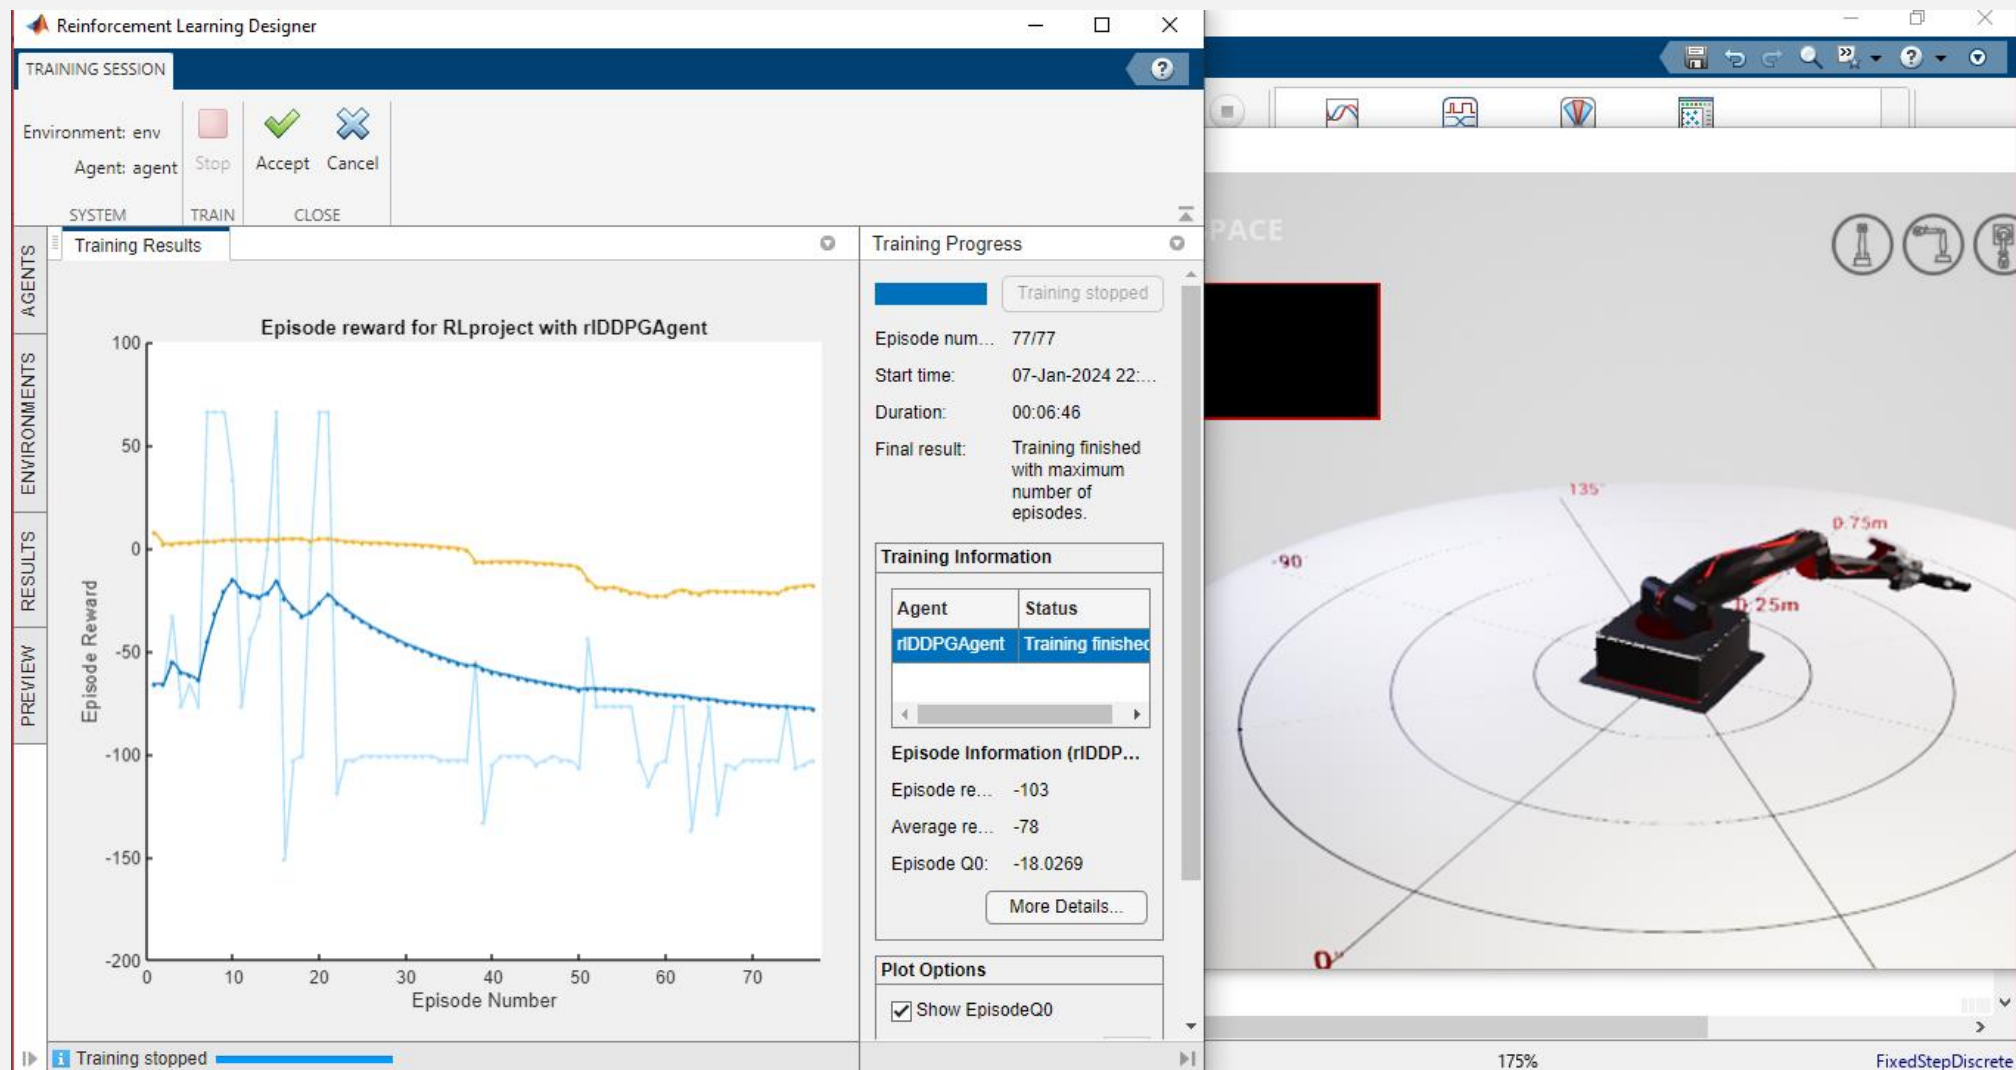 Reinforcement Learning Designer
TRAINING SESSION
Environment: env
Agent: agent
Stop
Accept
Cancel
SYSTEM
TRAIN
CLOSE
AGENTS
ENVIRONMENTS
RESULTS
PREVIEW
Training Results
Episode reward for RLproject with rlDDPGAgent
100
50
0
-50
-100
-150
-200
Episode Reward
0 10 20 30 40 50 60 70
Episode Number
Training stopped
Training Progress
Training stopped
Episode num... 77/77
Start time: 07-Jan-2024 22:...
Duration: 00:06:46
Final result: Training finished
with maximum
number of
episodes.
Training Information
Agent Status
rlDDPGAgent Training finished
Episode Information (rlDDP...
Episode re... -103
Average re... -78
Episode Q0: -18.0269
More Details...
Plot Options
Show EpisodeQ0
PACE
135°
-90
0.75m
0.25m
0°
175%
FixedStepDiscrete